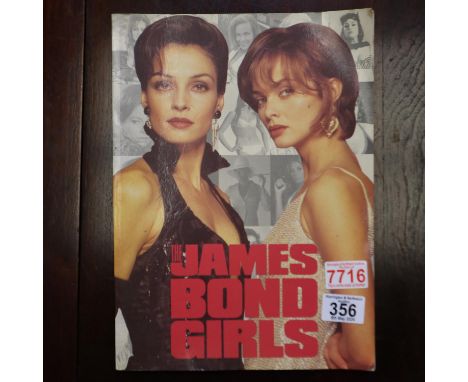 THE
JAMES
BOND
GIRLS
7716
356